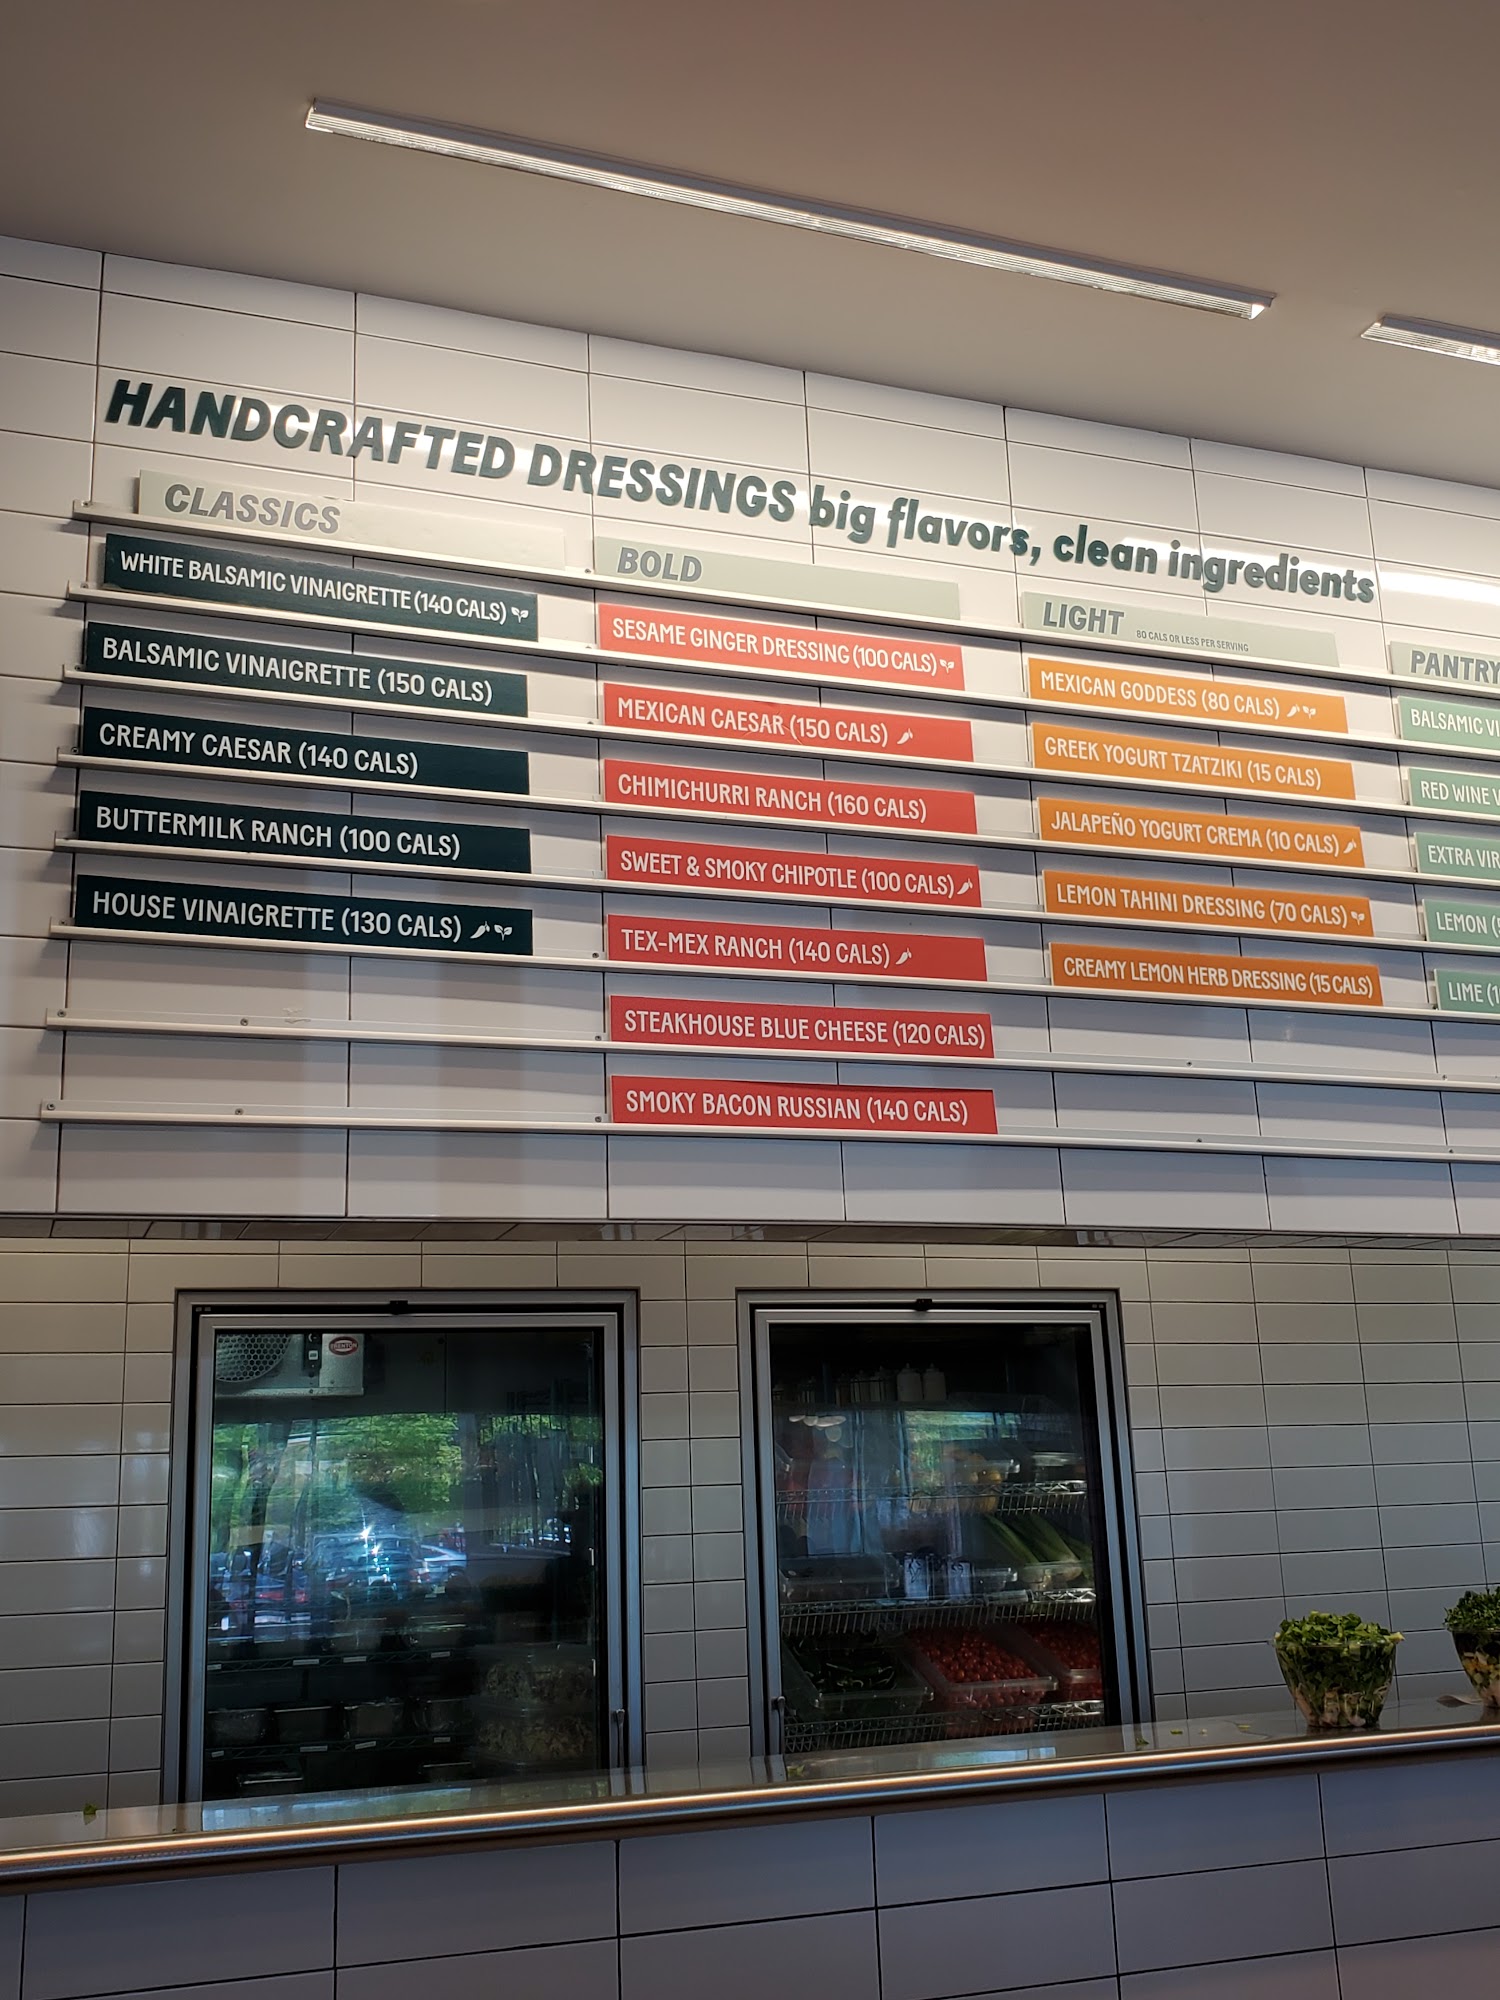 HANDCRAFTED DRESSINGS big flavors, clean ingredients
CLASSICS
WHITE BALSAMIC VINAIGRETTE (140 CALS)
BALSAMIC VINAIGRETTE (150 CALS)
CREAMY CAESAR (140 CALS)
BUTTERMILK RANCH (100 CALS)
HOUSE VINAIGRETTE (130 CALS)
BOLD
SESAME GINGER DRESSING (100 CALS)
MEXICAN CAESAR (150 CALS)
CHIMICHURRI RANCH (160 CALS)
SWEET & SMOKY CHIPOTLE (100 CALS)
TEX-MEX RANCH (140 CALS)
STEAKHOUSE BLUE CHEESE (120 CALS)
SMOKY BACON RUSSIAN (140 CALS)
LIGHT 80 CALS OR LESS PER SERVING
MEXICAN GODDESS (80 CALS)
GREEK YOGURT TZATZIKI (15 CALS)
JALAPEÑO YOGURT CREMA (10 CALS)
LEMON TAHINI DRESSING (70 CALS)
CREAMY LEMON HERB DRESSING (15 CALS)
PANTRY
BALSAMIC
RED WINE
EXTRA
LEMON
LIME